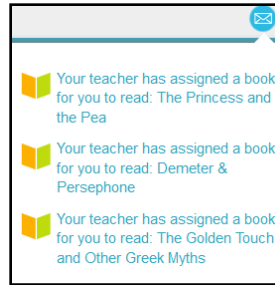 Your teacher has assigned a book
for you to read: The Princess and
the Pea
Your teacher has assigned a book
for you to read: Demeter &
Persephone
Your teacher has assigned a book
for you to read: The Golden Touch
and Other Greek Myths